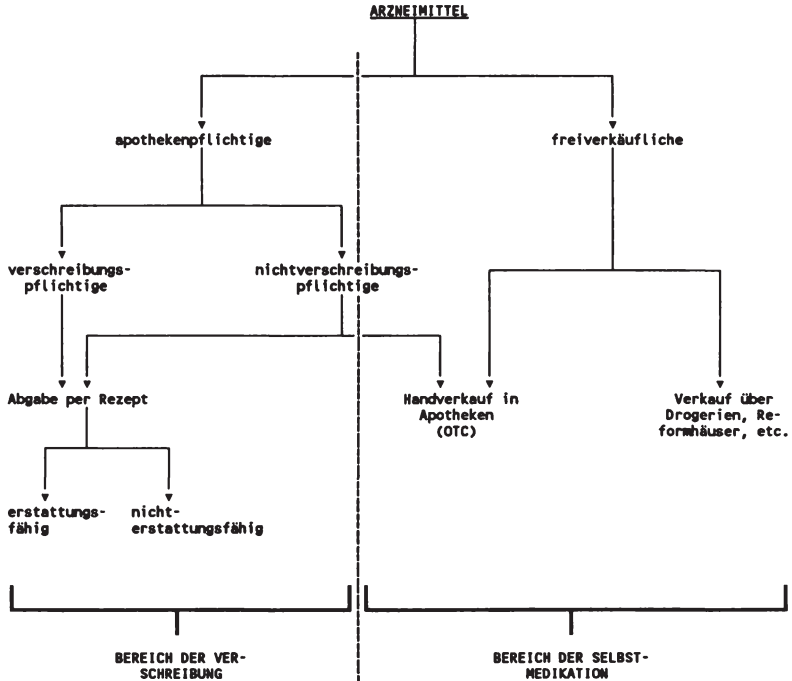 ARZNEIMITTEL
apothekenpflichtige
freiverkäufliche
verschreibungs-
pflichtige
nichtverschreibungs-
pflichtige
Abgabe per Rezept
Handverkauf in
Apotheken
(OTC)
Verkauf über
Drogerien, Re-
formhäuser, etc.
erstattungs-
fähig
nicht-
erstattungsfähig
BEREICH DER VER-
SCHREIBUNG
BEREICH DER SELBST-
MEDIKATION